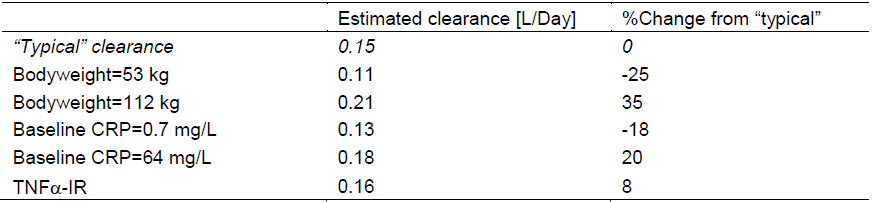 Estimated clearance [L/Day] %Change from “typical”
“Typical” clearance 0.15 0
Bodyweight=53 kg 0.11 -25
Bodyweight=112 kg 0.21 35
Baseline CRP=0.7 mg/L 0.13 -18
Baseline CRP=64 mg/L 0.18 20
TNFα-IR 0.16 8